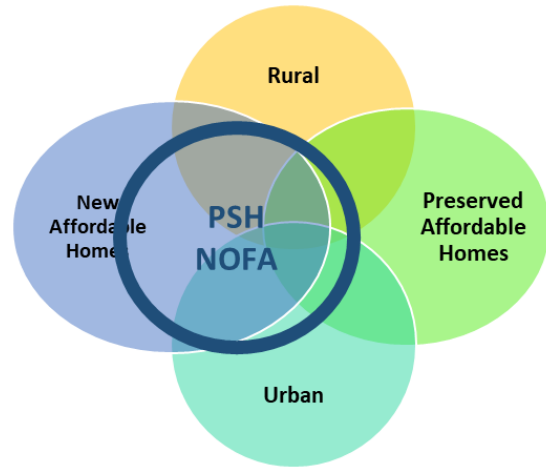 Rural
New
Affordable
Homes
PSH
NOFA
Preserved
Affordable
Homes
Urban